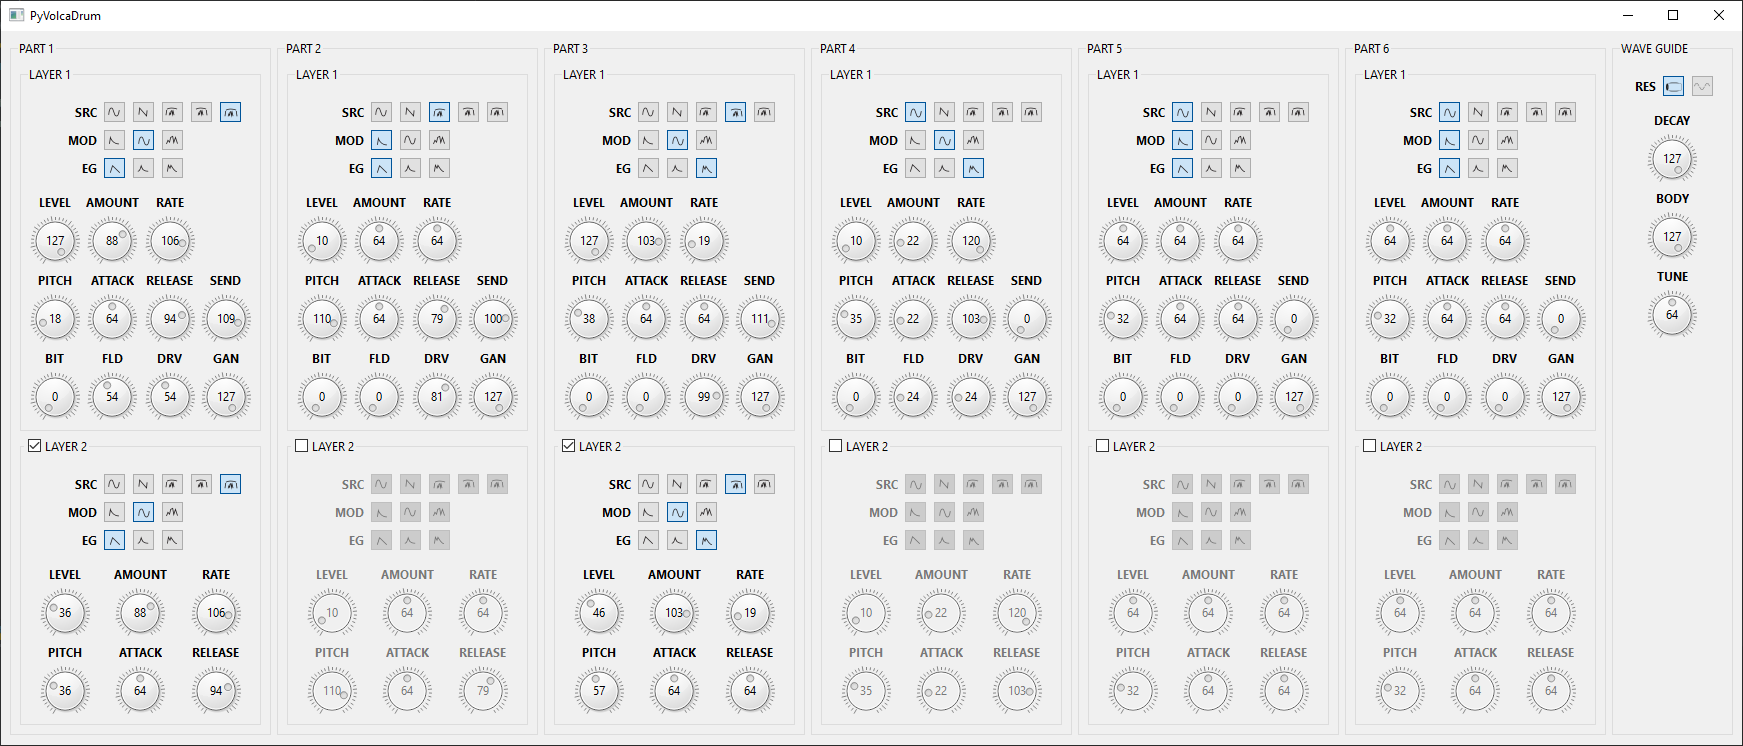 PyVolcaDrum
PART 1 PART 2 PART 3 PART 4 PART 5 PART 6 WAVE GUIDE
LAYER 1 LAYER 1 LAYER 1 LAYER 1 LAYER 1 LAYER 1
RES
SRC SRC SRC SRC SRC SRC
DECAY
MOD MOD MOD MOD MOD MOD
127
EG EG EG EG EG EG
BODY
LEVEL AMOUNT RATE LEVEL AMOUNT RATE LEVEL AMOUNT RATE LEVEL AMOUNT RATE LEVEL AMOUNT RATE LEVEL AMOUNT RATE
127 88 106 10 64 64 127 103 19 10 22 120 64 64 64 64 64 64 127
PITCH ATTACK RELEASE SEND PITCH ATTACK RELEASE SEND PITCH ATTACK RELEASE SEND PITCH ATTACK RELEASE SEND PITCH ATTACK RELEASE SEND PITCH ATTACK RELEASE SEND TUNE
18 64 94 109 110 64 79 100 38 64 64 111 35 22 103 0 32 64 64 0 32 64 64 0 64
BIT FLD DRV GAN BIT FLD DRV GAN BIT FLD DRV GAN BIT FLD DRV GAN BIT FLD DRV GAN BIT FLD DRV GAN
0 54 54 127 0 0 81 127 0 0 99 127 0 24 24 127 0 0 0 127 0 0 0 127
LAYER 2 LAYER 2 LAYER 2 LAYER 2 LAYER 2 LAYER 2
SRC SRC SRC SRC SRC SRC
MOD MOD MOD MOD MOD MOD
EG EG EG EG EG EG
LEVEL AMOUNT RATE LEVEL AMOUNT RATE LEVEL AMOUNT RATE LEVEL AMOUNT RATE LEVEL AMOUNT RATE LEVEL AMOUNT RATE
36 88 106 10 64 64 46 103 19 10 22 120 64 64 64 64 64 64
PITCH ATTACK RELEASE PITCH ATTACK RELEASE PITCH ATTACK RELEASE PITCH ATTACK RELEASE PITCH ATTACK RELEASE PITCH ATTACK RELEASE
36 64 94 110 64 79 57 64 64 35 22 103 32 64 64 32 64 64